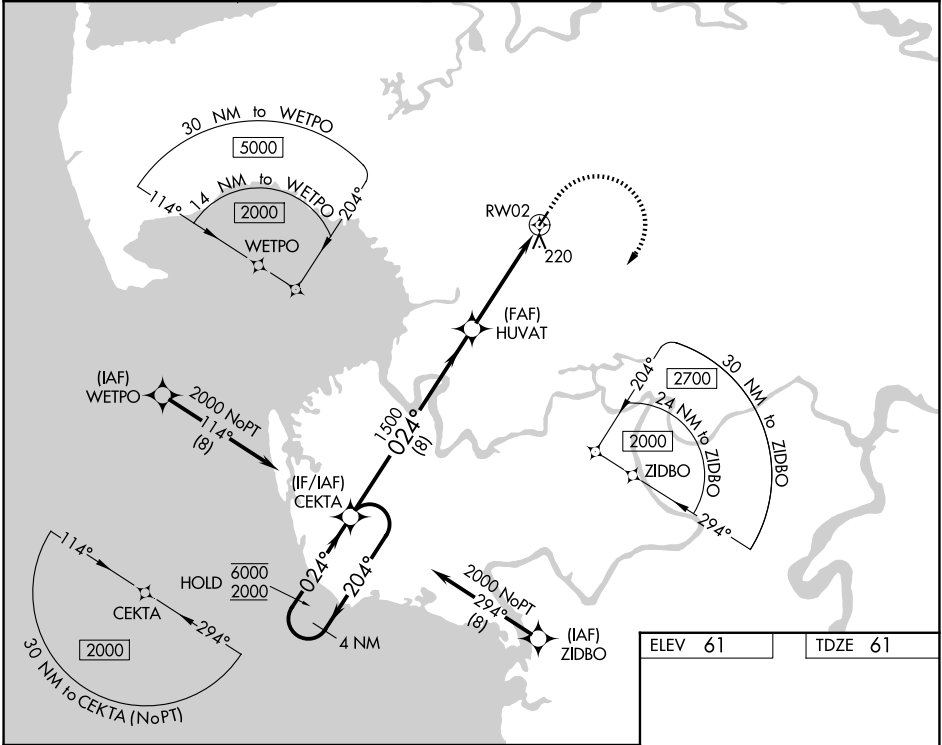 30 NM to WETPO
5000
14 NM to WETPO
114°
204°
2000
WETPO
RW02
220
(FAF)
HUVAT
(IAF)
WETPO
2000 NoPT
114°
(8)
1500
024°
(8)
204°
2700
30 NM to ZIDBO
24 NM to ZIDBO
2000
ZIDBO
294°
(IF/IAF)
CEKTA
114°
CEKTA
294°
2000
30 NM to CEKTA (NoPT)
HOLD
6000
2000
024°
204°
4 NM
2000 NoPT
294°
(8)
(IAF)
ZIDBO
ELEV 61
TDZE 61